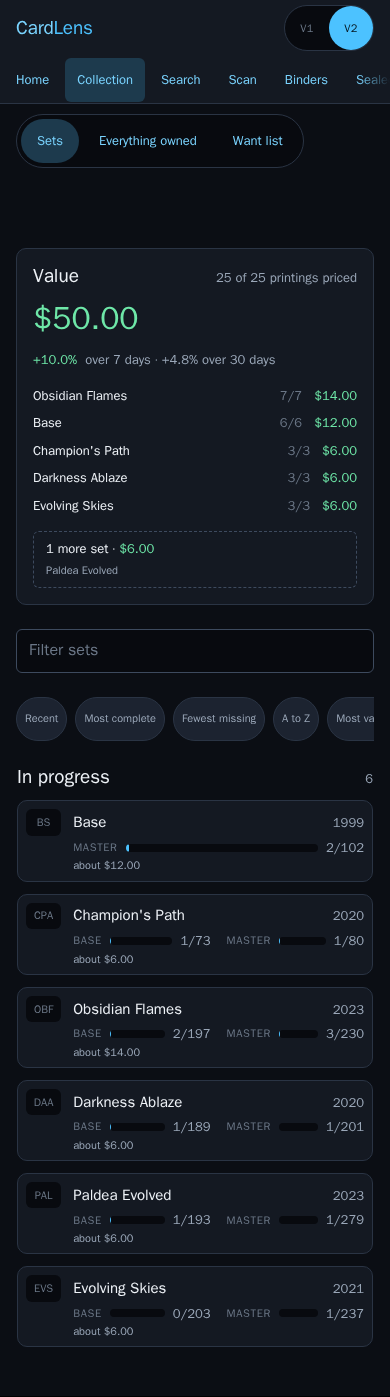 CardLens
V1 V2
Home Collection Search Scan Binders Seale
Sets Everything owned Want list
Value 25 of 25 printings priced
$50.00
+10.0% over 7 days · +4.8% over 30 days
Obsidian Flames 7/7 $14.00
Base 6/6 $12.00
Champion's Path 3/3 $6.00
Darkness Ablaze 3/3 $6.00
Evolving Skies 3/3 $6.00
1 more set · $6.00
Paldea Evolved
Filter sets
Recent Most complete Fewest missing A to Z Most va
In progress 6
BS Base 1999
MASTER 2/102
about $12.00
CPA Champion's Path 2020
BASE 1/73 MASTER 1/80
about $6.00
OBF Obsidian Flames 2023
BASE 2/197 MASTER 3/230
about $14.00
DAA Darkness Ablaze 2020
BASE 1/189 MASTER 1/201
about $6.00
PAL Paldea Evolved 2023
BASE 1/193 MASTER 1/279
about $6.00
EVS Evolving Skies 2021
BASE 0/203 MASTER 1/237
about $6.00